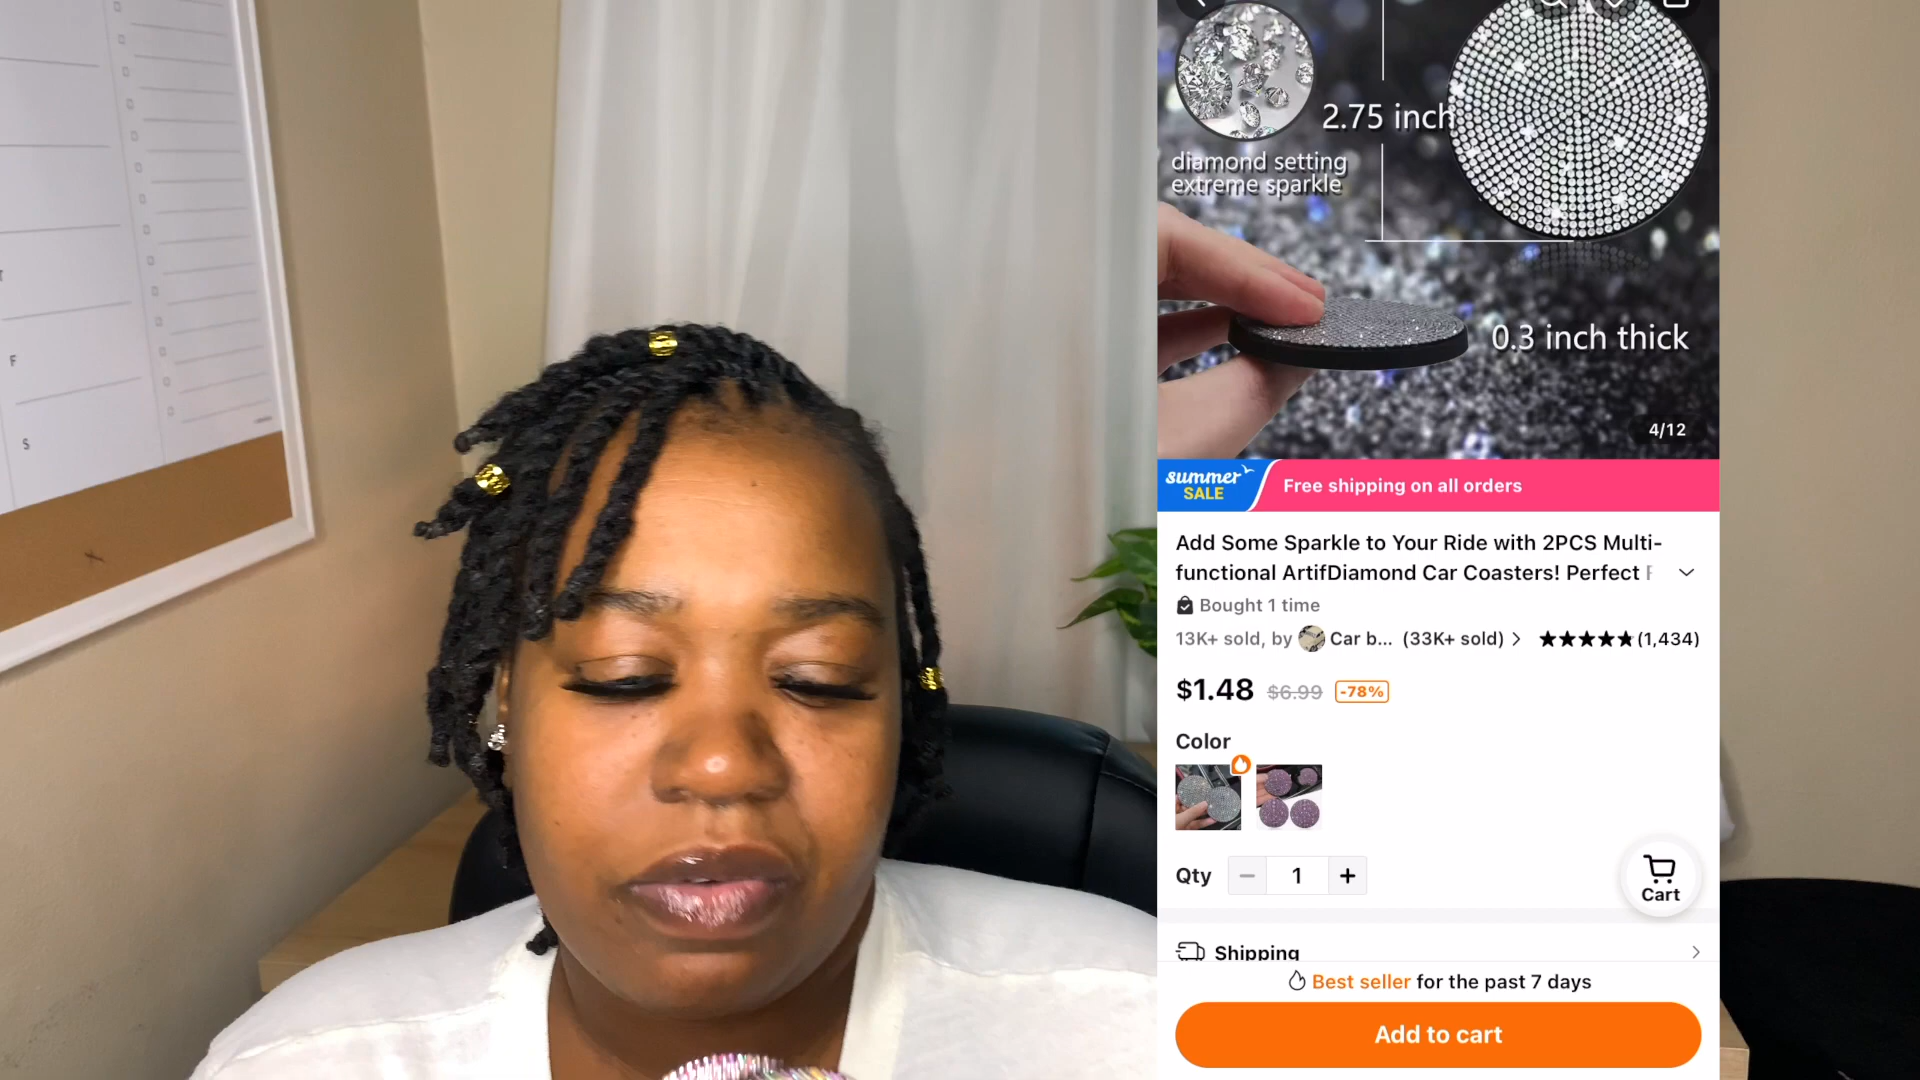 F
S
2.75 inch
diamond setting
extreme sparkle
0.3 inch thick
4/12
summer
SALE
Free shipping on all orders
Add Some Sparkle to Your Ride with 2PCS Multi-
functional ArtifDiamond Car Coasters! Perfect
Bought 1 time
13K+ sold, by Car b... (33K+ sold) (1,434)
$1.48 $6.99 -78%
Color
Qty 1 +
Cart
Shipping
Best seller for the past 7 days
Add to cart